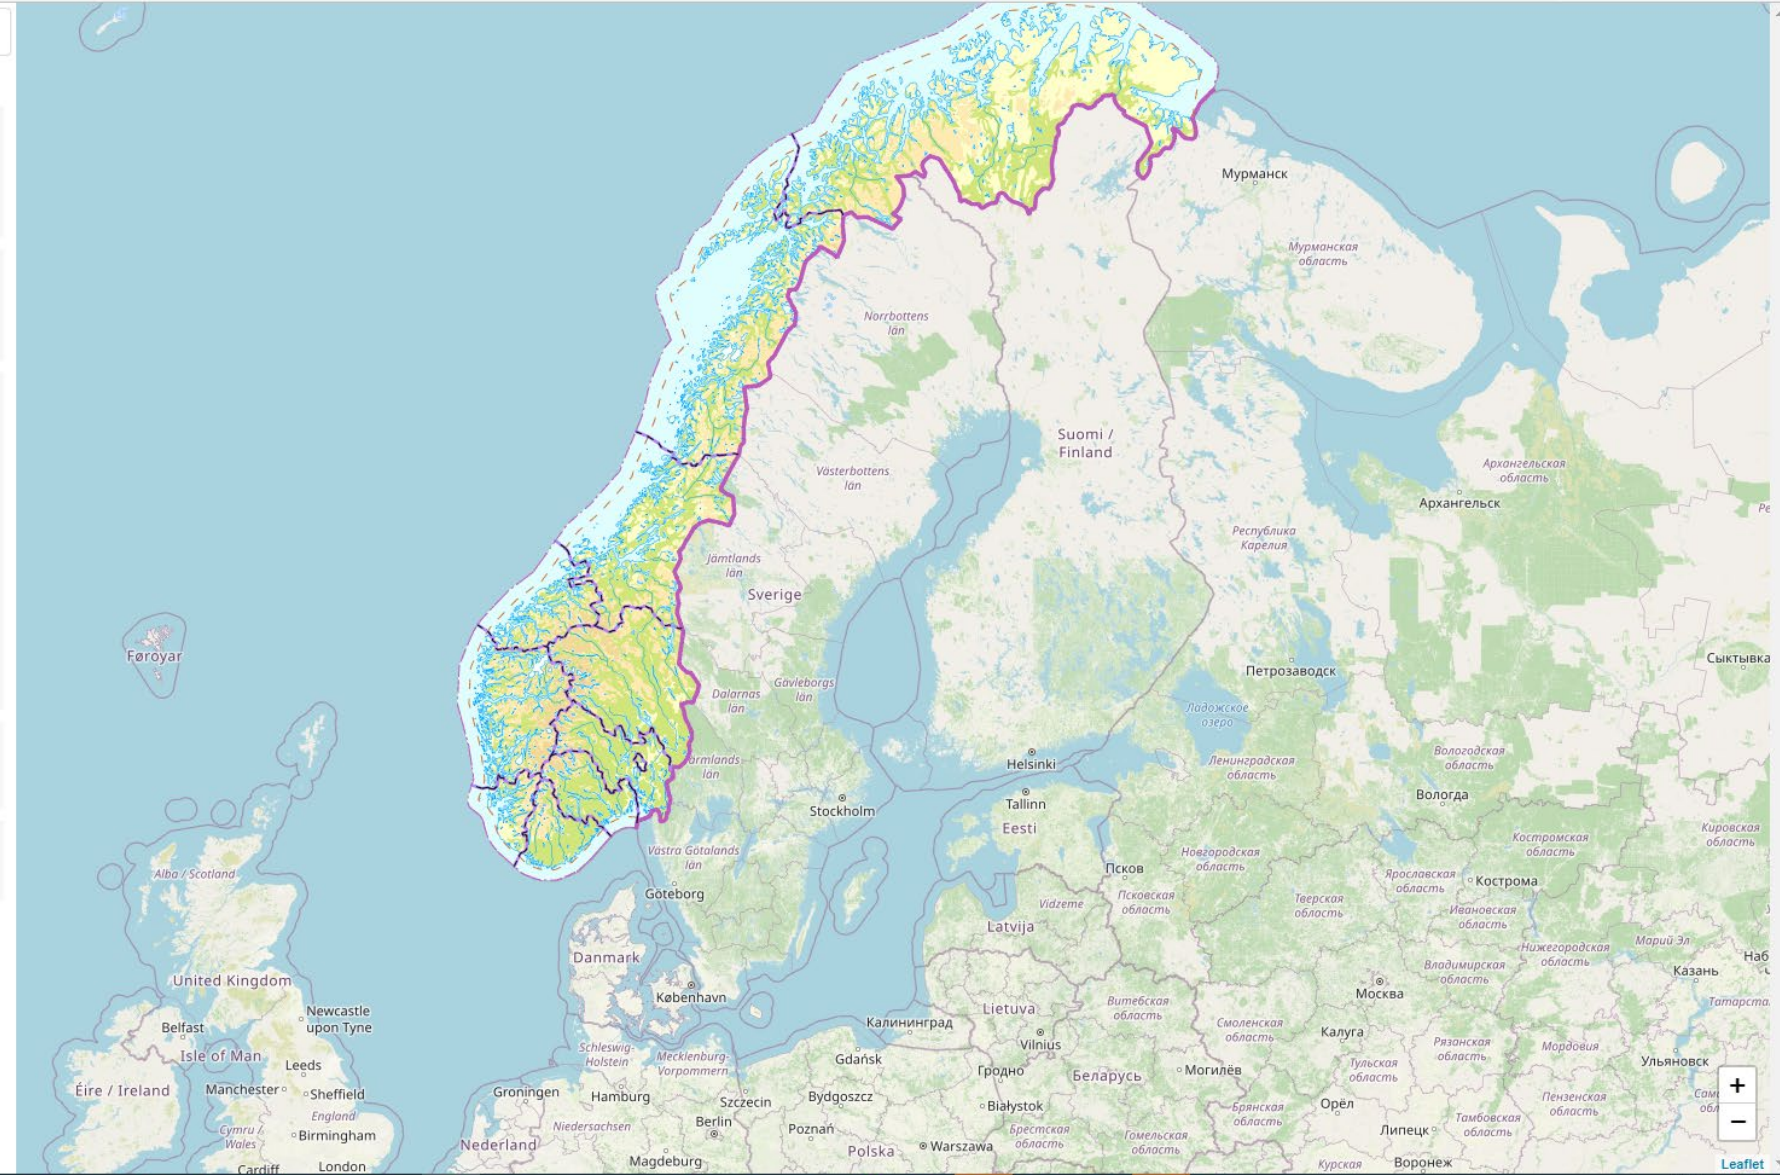 Мурманск
Мурманская
область
Norrbottens
län
Suomi /
Finland
Västerbottens
län
Архангельская
область
Архангельск
Республика
Карелия
Jämtlands
län
Sverige
Føroyar
Петрозаводск
Сыктывка
Gävleborgs
län
Dalarnas
län
Ладожское
озеро
Helsinki
ärmlands
län
Ленинградская
область
Вологодская
область
Вологда
Stockholm
Tallinn
Eesti
Кировская
область
Костромская
область
Västra Götalands
län
Новгородская
область
Псков
Alba / Scotland
Göteborg
Ярославская
область
Кострома
Псковская
область
Vidzeme
Тверская
область
Ивановская
область
Latvija
Марий Эл
Нижегородская
область
Danmark
Наб
Казань
Владимирская
область
United Kingdom
København
Москва
Татарста
Lietuva
Витебская
область
Newcastle
upon Tyne
Belfast
Калининград
Смоленская
область
Калуга
Vilnius
Рязанская
область
Мордовия
Isle of Man
Schleswig-
Holstein
Mecklenburg-
Vorpommern
Gdańsk
Ульяновск
Leeds
Гродно
Беларусь
Могилёв
Тульская
область
Éire / Ireland
Manchester
Sheffield
Groningen
Hamburg
Szczecin
Bydgoszcz
Białystok
Орёл
Пензенская
область
Сам
обл
+
−
England
Cymru /
Wales
Birmingham
Niedersachsen
Berlin
Poznań
Брестская
область
Брянская
область
Тамбовская
область
Липецк
Гомельская
область
Nederland
Polska
Warszawa
Magdeburg
Курская
Воронеж
Cardiff
London
Leaflet